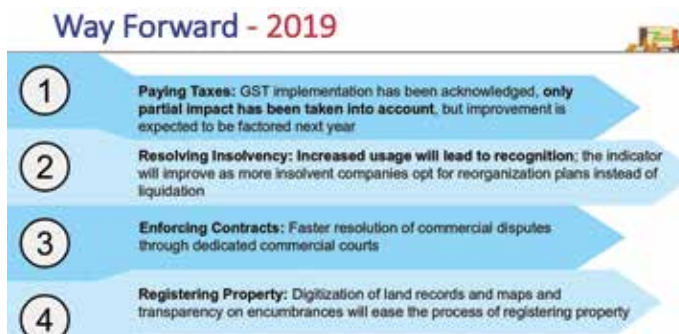 Way Forward - 2019
1
Paying Taxes: GST implementation has been acknowledged, only
partial impact has been taken into account, but improvement is
expected to be factored next year
2
Resolving Insolvency: Increased usage will lead to recognition; the indicator
will improve as more insolvent companies opt for reorganization plans instead of
liquidation
3
Enforcing Contracts: Faster resolution of commercial disputes
through dedicated commercial courts
4
Registering Property: Digitization of land records and maps and
transparency on encumbrances will ease the process of registering property